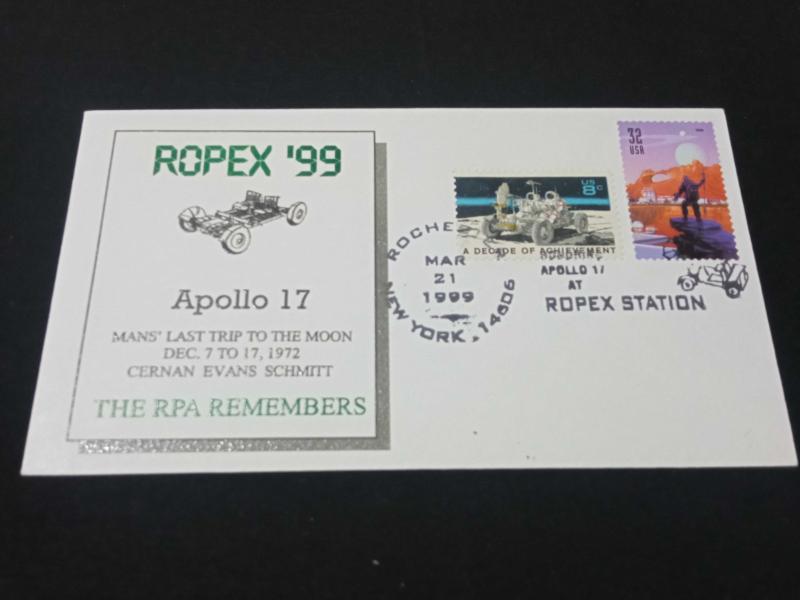 ROPEX '99
Apollo 17
MANS' LAST TRIP TO THE MOON
DEC. 7 TO 17, 1972
CERNAN EVANS SCHMITT
THE RPA REMEMBERS
US
8c
A DECADE OF ACHIEVEMENT
32
USA
MAR
21
1999
NEW YORK 14606
APOLLO 17
AT
ROPEX STATION